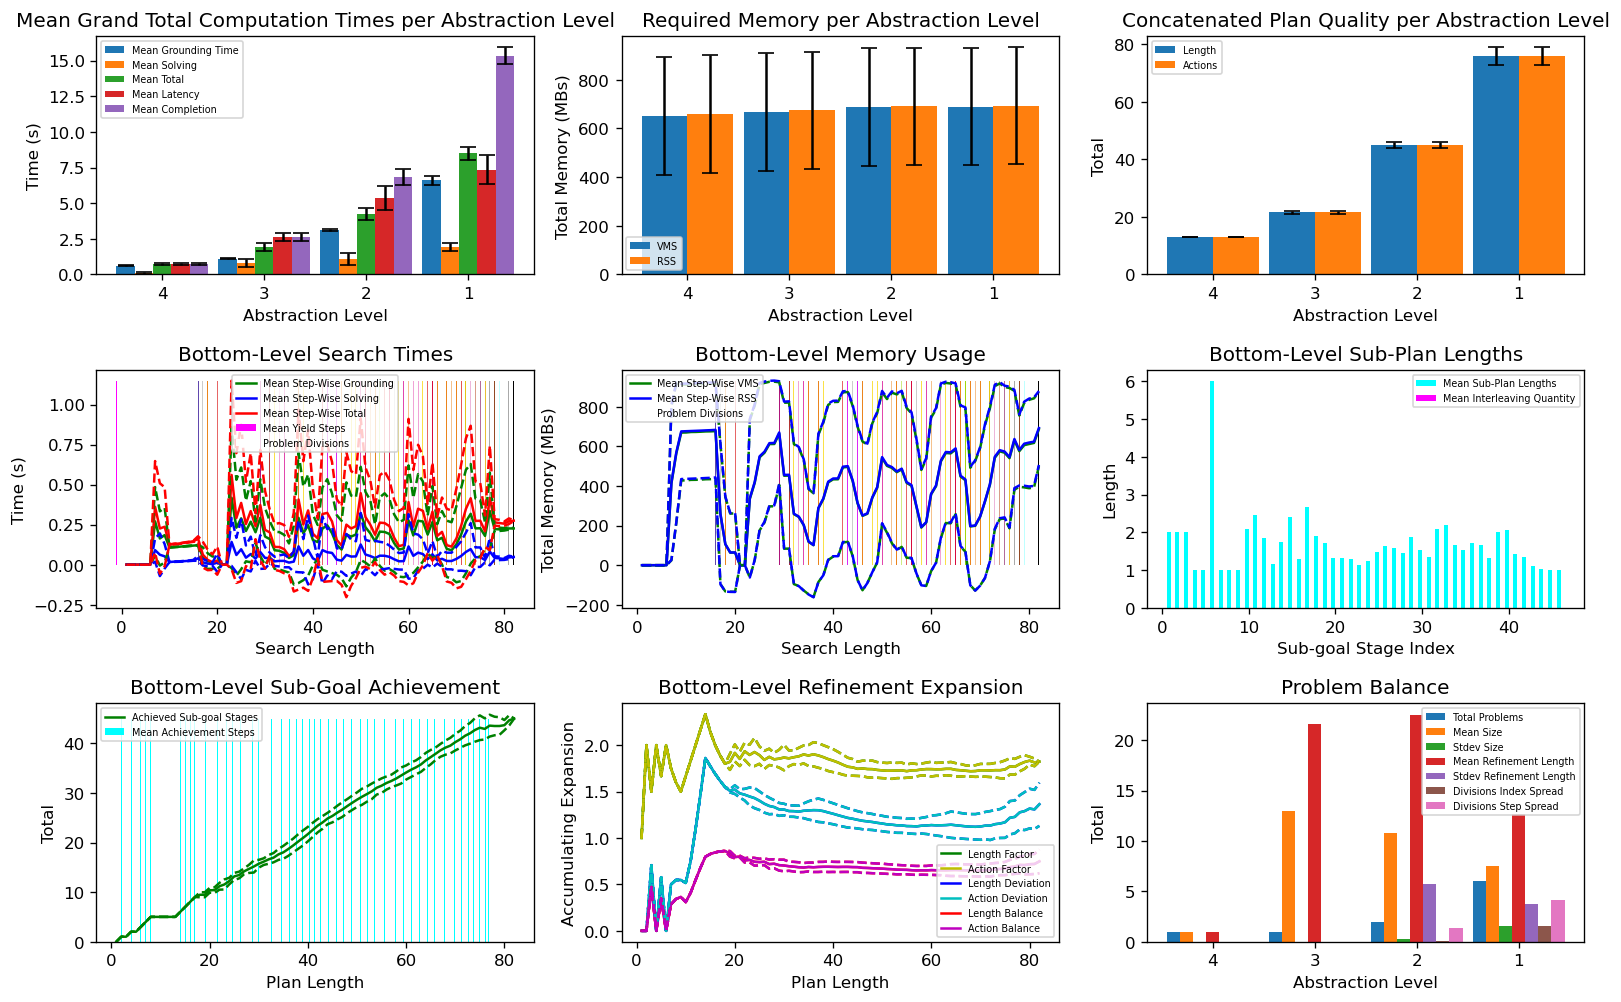 Mean Grand Total Computation Times per Abstraction Level
Time (s)
15.0
12.5
10.0
7.5
5.0
2.5
0.0
Mean Grounding Time
Mean Solving
Mean Total
Mean Latency
Mean Completion
4 3 2 1
Abstraction Level
Required Memory per Abstraction Level
Total Memory (MBs)
800
600
400
200
0
VMS
RSS
4 3 2 1
Abstraction Level
Concatenated Plan Quality per Abstraction Level
Total
80
60
40
20
0
Length
Actions
4 3 2 1
Abstraction Level
Bottom-Level Search Times
Time (s)
1.00
0.75
0.50
0.25
0.00
−0.25
Mean Step-Wise Grounding
Mean Step-Wise Solving
Mean Step-Wise Total
Mean Yield Steps
Problem Divisions
0 20 40 60 80
Search Length
Bottom-Level Memory Usage
Total Memory (MBs)
800
600
400
200
0
−200
Mean Step-Wise VMS
Mean Step-Wise RSS
Problem Divisions
0 20 40 60 80
Search Length
Bottom-Level Sub-Plan Lengths
Length
6
5
4
3
2
1
0
Mean Sub-Plan Lengths
Mean Interleaving Quantity
0 10 20 30 40
Sub-goal Stage Index
Bottom-Level Sub-Goal Achievement
Total
40
30
20
10
0
Achieved Sub-goal Stages
Mean Achievement Steps
0 20 40 60 80
Plan Length
Bottom-Level Refinement Expansion
Accumulating Expansion
2.0
1.5
1.0
0.5
0.0
Length Factor
Action Factor
Length Deviation
Action Deviation
Length Balance
Action Balance
0 20 40 60 80
Plan Length
Problem Balance
Total
20
15
10
5
0
Total Problems
Mean Size
Stdev Size
Mean Refinement Length
Stdev Refinement Length
Divisions Index Spread
Divisions Step Spread
4 3 2 1
Abstraction Level